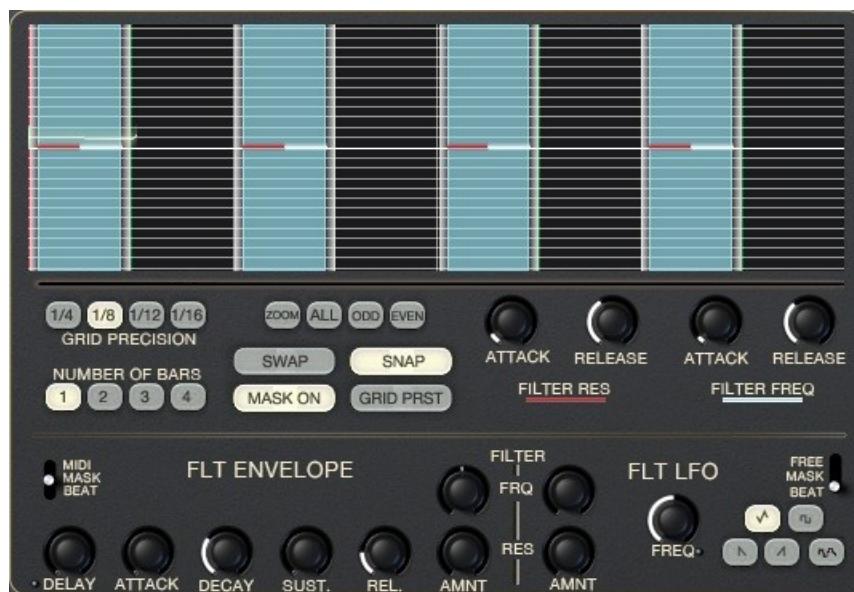 1/4 1/8 1/12 1/16
GRID PRECISION
ZOOM ALL ODD EVEN
ATTACK RELEASE ATTACK RELEASE
SWAP SNAP
NUMBER OF BARS
1 2 3 4
MASK ON GRID PRST
FILTER RES FILTER FREQ
MIDI
MASK
BEAT
FLT ENVELOPE
FILTER
FRQ
RES
FLT LFO
FREE
MASK
BEAT
FREQ
DELAY ATTACK DECAY SUST. REL. AMNT AMNT